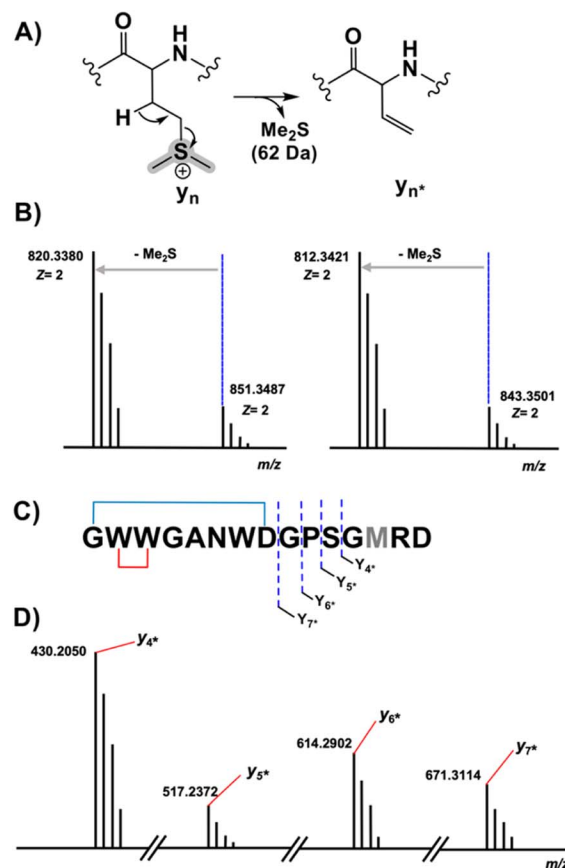 A)
O
H
N
H
S
⊕
yn
Me2S
(62 Da)
O
H
N
yn*
B)
820.3380
Z= 2
- Me2S
851.3487
Z= 2
m/z
812.3421
Z= 2
- Me2S
843.3501
Z= 2
m/z
C)
GWWGANWDGPSGMRD
Y4*
Y5*
Y6*
Y7*
D)
430.2050
y4*
517.2372
y5*
614.2902
y6*
671.3114
y7*
m/z